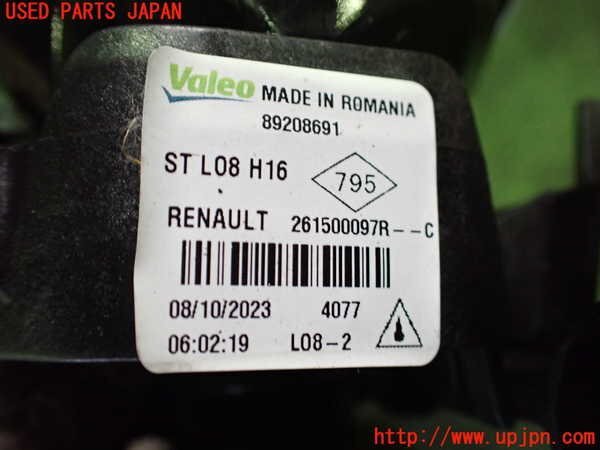 USED PARTS JAPAN
Valeo MADE IN ROMANIA
89208691
ST L08 H16 795
RENAULT 261500097R--C
08/10/2023 4077
06:02:19 L08-2
http://www.upjpn.com/